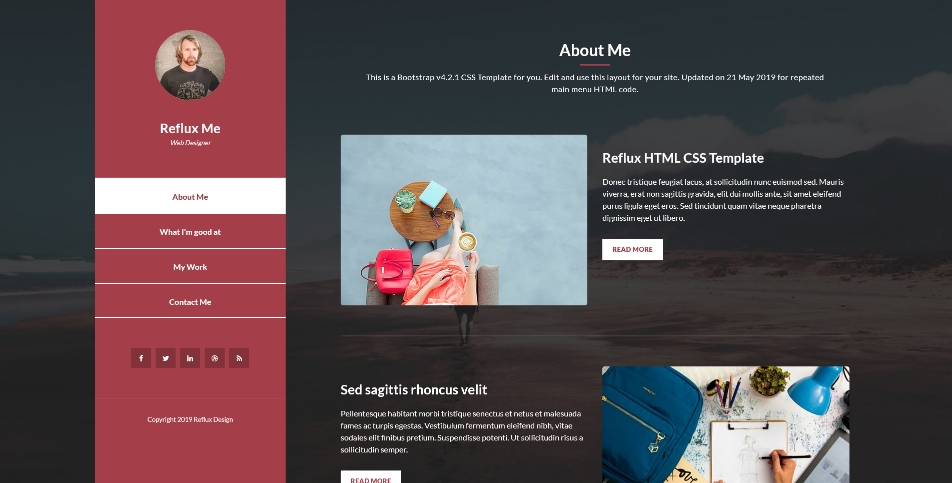 Reflux Me
Web Designer
About Me
What I'm good at
My Work
Contact Me
Copyright 2019 Reflux Design
About Me
This is a Bootstrap v4.2.1 CSS Template for you. Edit and use this layout for your site. Updated on 21 May 2019 for repeated
main menu HTML code.
Reflux HTML CSS Template
Donec tristique feugiat lacus, at sollicitudin nunc euismod sed. Mauris
viverra, erat non sagittis gravida, elit dui mollis ante, sit amet eleifend
purus ligula eget eros. Sed tincidunt quam vitae neque pharetra
dignissim eget ut libero.
READ MORE
Sed sagittis rhoncus velit
Pellentesque habitant morbi tristique senectus et netus et malesuada
fames ac turpis egestas. Vestibulum fermentum eleifend nibh, vitae
sodales elit finibus pretium. Suspendisse potenti. Ut sollicitudin risus a
sollicitudin semper.
READ MORE